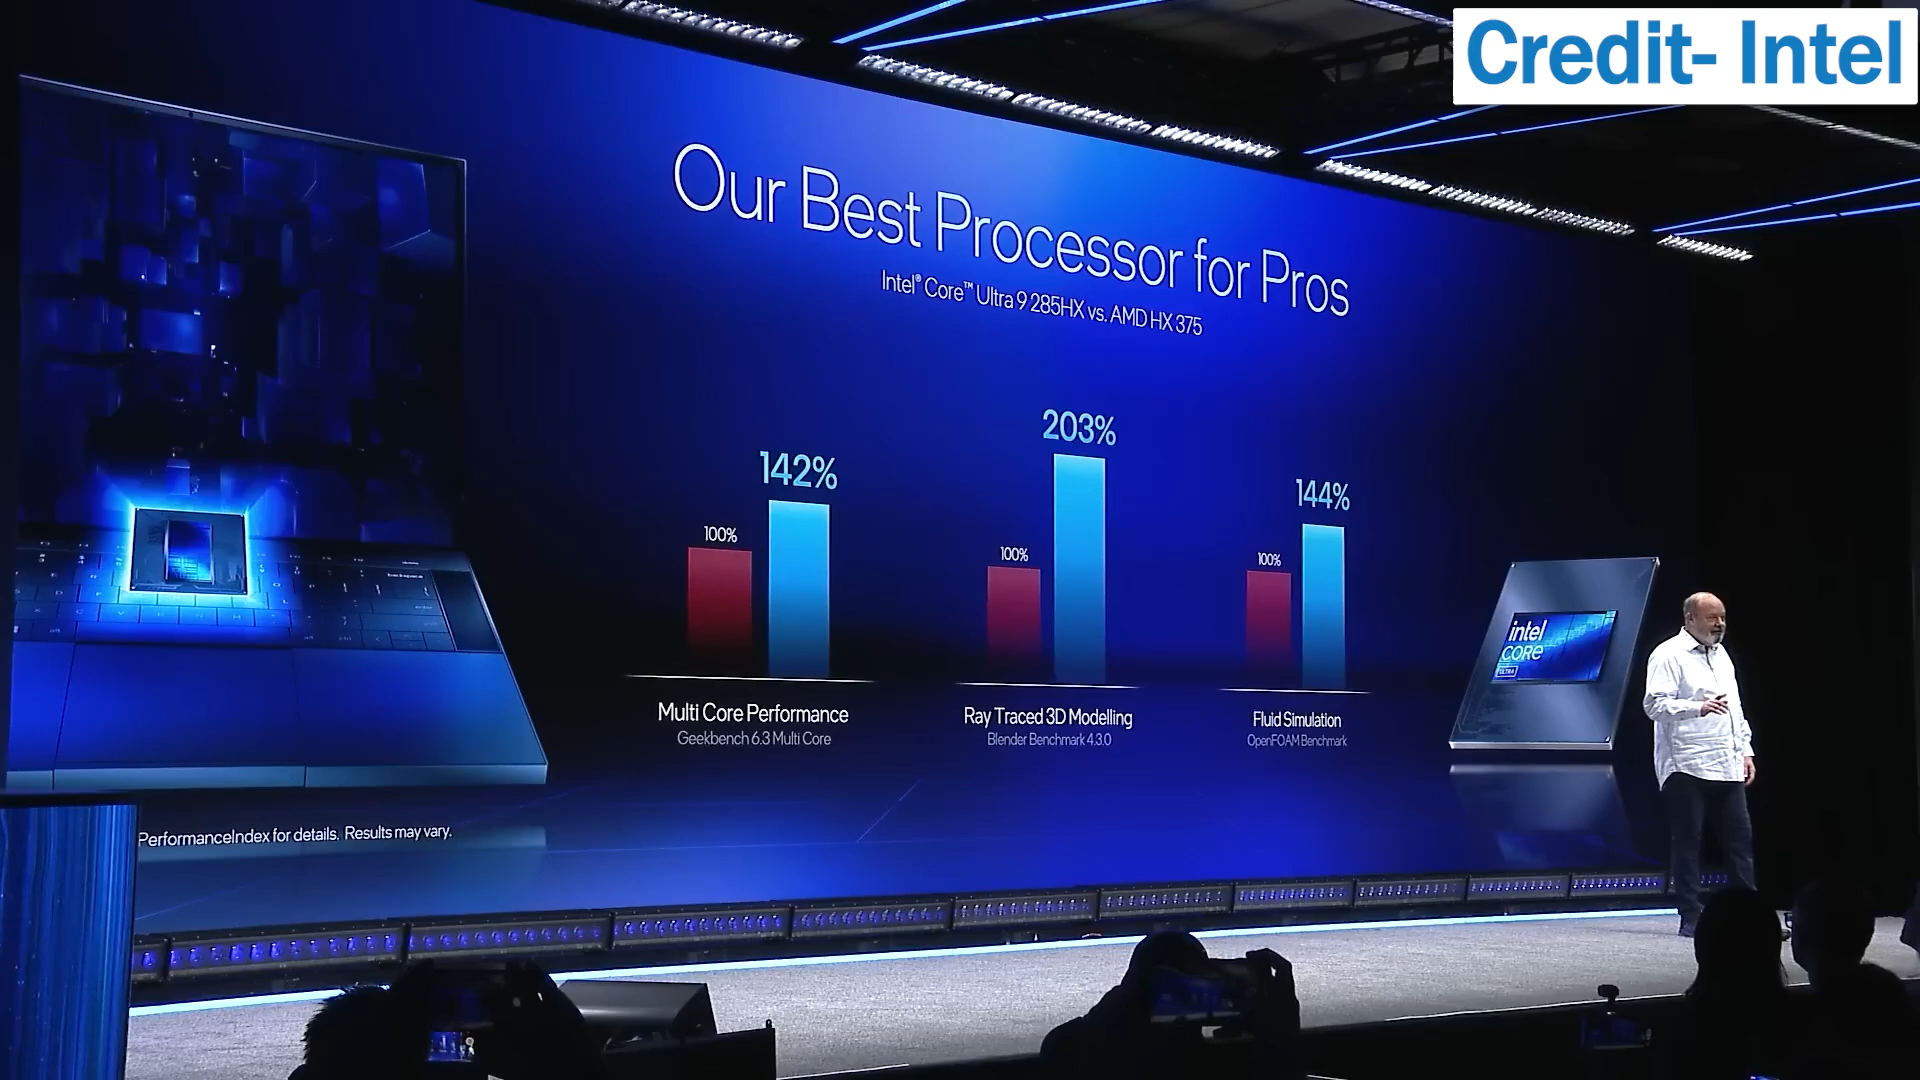 Credit- Intel
Our Best Processor for Pros
Intel® Core™ Ultra 9 285HX vs. AMD HX 375
100%
142%
100%
203%
100%
144%
Multi Core Performance
Geekbench 6.3 Multi Core
Ray Traced 3D Modelling
Blender Benchmark 4.3.0
Fluid Simulation
OpenFOAM Benchmark
intel
CORE
ULTRA
PerformanceIndex for details. Results may vary.